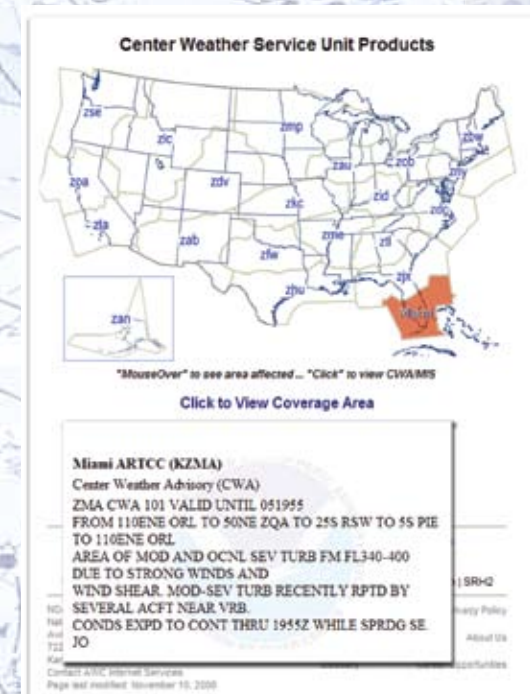 Center Weather Service Unit Products
zse
zmp
zbw
zlc
zau
zob
zny
zoa
zdv
zkc
zid
zdc
zla
zab
zme
ztl
zfw
zjx
zhu
zan
"MouseOver" to see area affected ... "Click" to view CWA/MIS
Click to View Coverage Area
Miami ARTCC (KZMA)
Center Weather Advisory (CWA)
ZMA CWA 101 VALID UNTIL 051955
FROM 110ENE ORL TO 50NE ZQA TO 25S RSW TO 5S PIE
TO 110ENE ORL
AREA OF MOD AND OCNL SEV TURB FM FL340-400
DUE TO STRONG WINDS AND
WIND SHEAR. MOD-SEV TURB RECENTLY RPTD BY
SEVERAL ACFT NEAR VRB.
CONDS EXPD TO CONT THRU 1955Z WHILE SPRDG SE.
JO
| SRH2
Policy
About Us
Contact AWC Internet Services
Page last modified: November 10, 2008